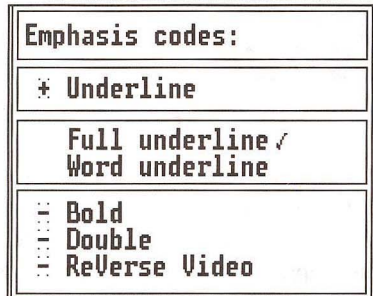 Emphasis codes:
+ Underline
Full underline ✓
Word underline
- Bold
- Double
- ReVerse Video